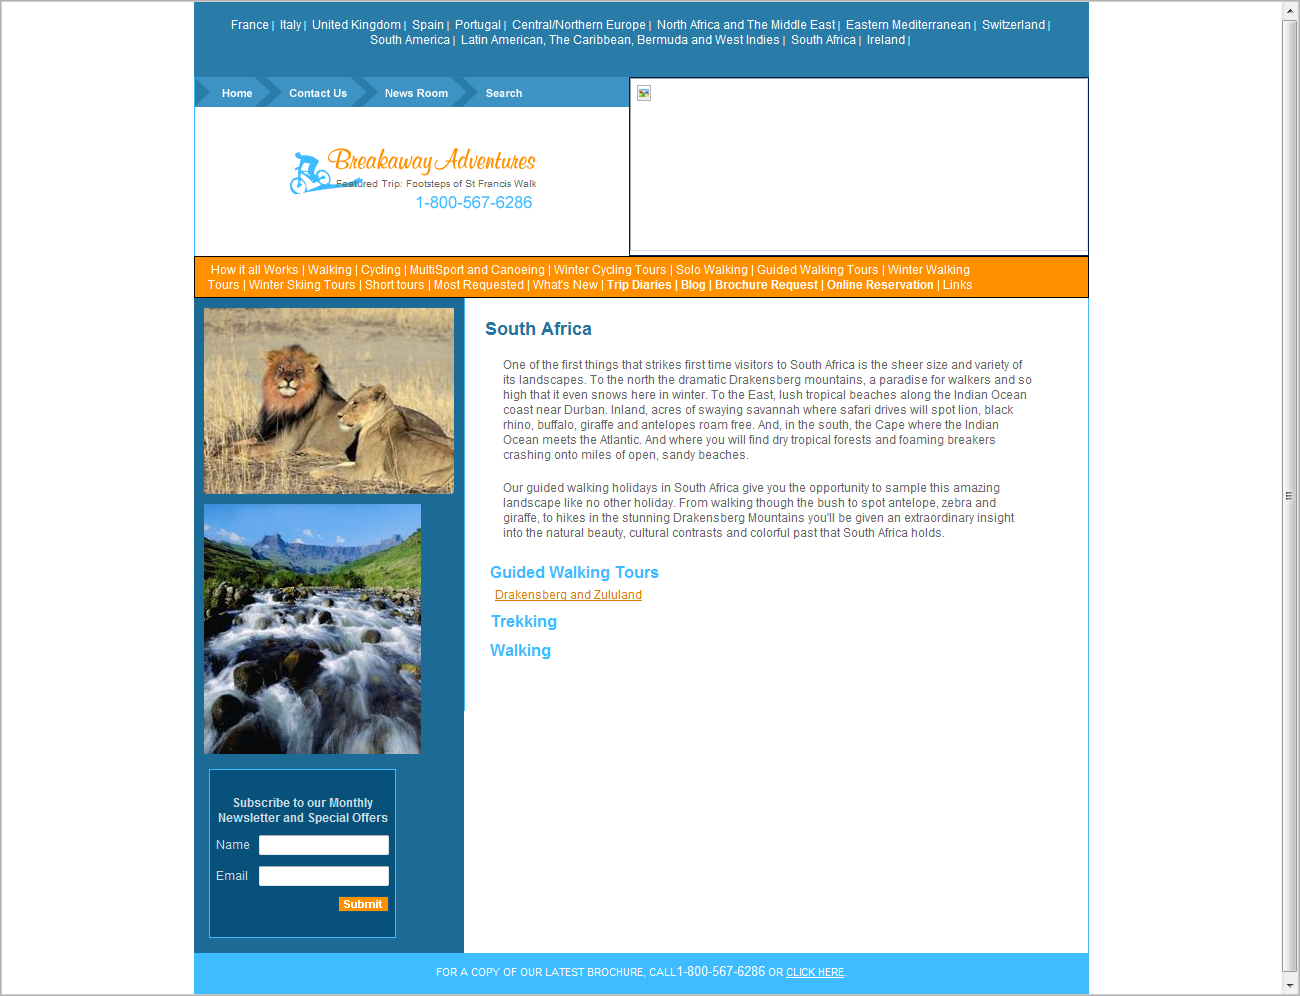 France | Italy | United Kingdom | Spain | Portugal | Central/Northern Europe | North Africa and The Middle East | Eastern Mediterranean | Switzerland |
South America | Latin American, The Caribbean, Bermuda and West Indies | South Africa | Ireland |
Home Contact Us News Room Search
Breakaway Adventures
Featured Trip: Footsteps of St Francis Walk
1-800-567-6286
How it all Works | Walking | Cycling | MultiSport and Canoeing | Winter Cycling Tours | Solo Walking | Guided Walking Tours | Winter Walking
Tours | Winter Skiing Tours | Short tours | Most Requested | What's New | Trip Diaries | Blog | Brochure Request | Online Reservation | Links
South Africa
One of the first things that strikes first time visitors to South Africa is the sheer size and variety of
its landscapes. To the north the dramatic Drakensberg mountains, a paradise for walkers and so
high that it even snows here in winter. To the East, lush tropical beaches along the Indian Ocean
coast near Durban. Inland, acres of swaying savannah where safari drives will spot lion, black
rhino, buffalo, giraffe and antelopes roam free. And, in the south, the Cape where the Indian
Ocean meets the Atlantic. And where you will find dry tropical forests and foaming breakers
crashing onto miles of open, sandy beaches.
Our guided walking holidays in South Africa give you the opportunity to sample this amazing
landscape like no other holiday. From walking though the bush to spot antelope, zebra and
giraffe, to hikes in the stunning Drakensberg Mountains you'll be given an extraordinary insight
into the natural beauty, cultural contrasts and colorful past that South Africa holds.
Guided Walking Tours
Drakensberg and Zululand
Trekking
Walking
Subscribe to our Monthly
Newsletter and Special Offers
Name
Email
Submit
FOR A COPY OF OUR LATEST BROCHURE, CALL 1-800-567-6286 OR CLICK HERE.